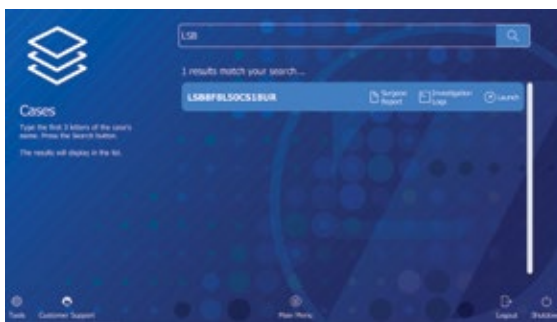 LSB
1 results match your search...
Cases
Type the first 3 letters of the case's
name. Press the Search button.
The results will display in the list.
Surgeon
Report
Investigation
Logs
Launch
Tools
Customer Support
Main Menu
Logout
Shutdown